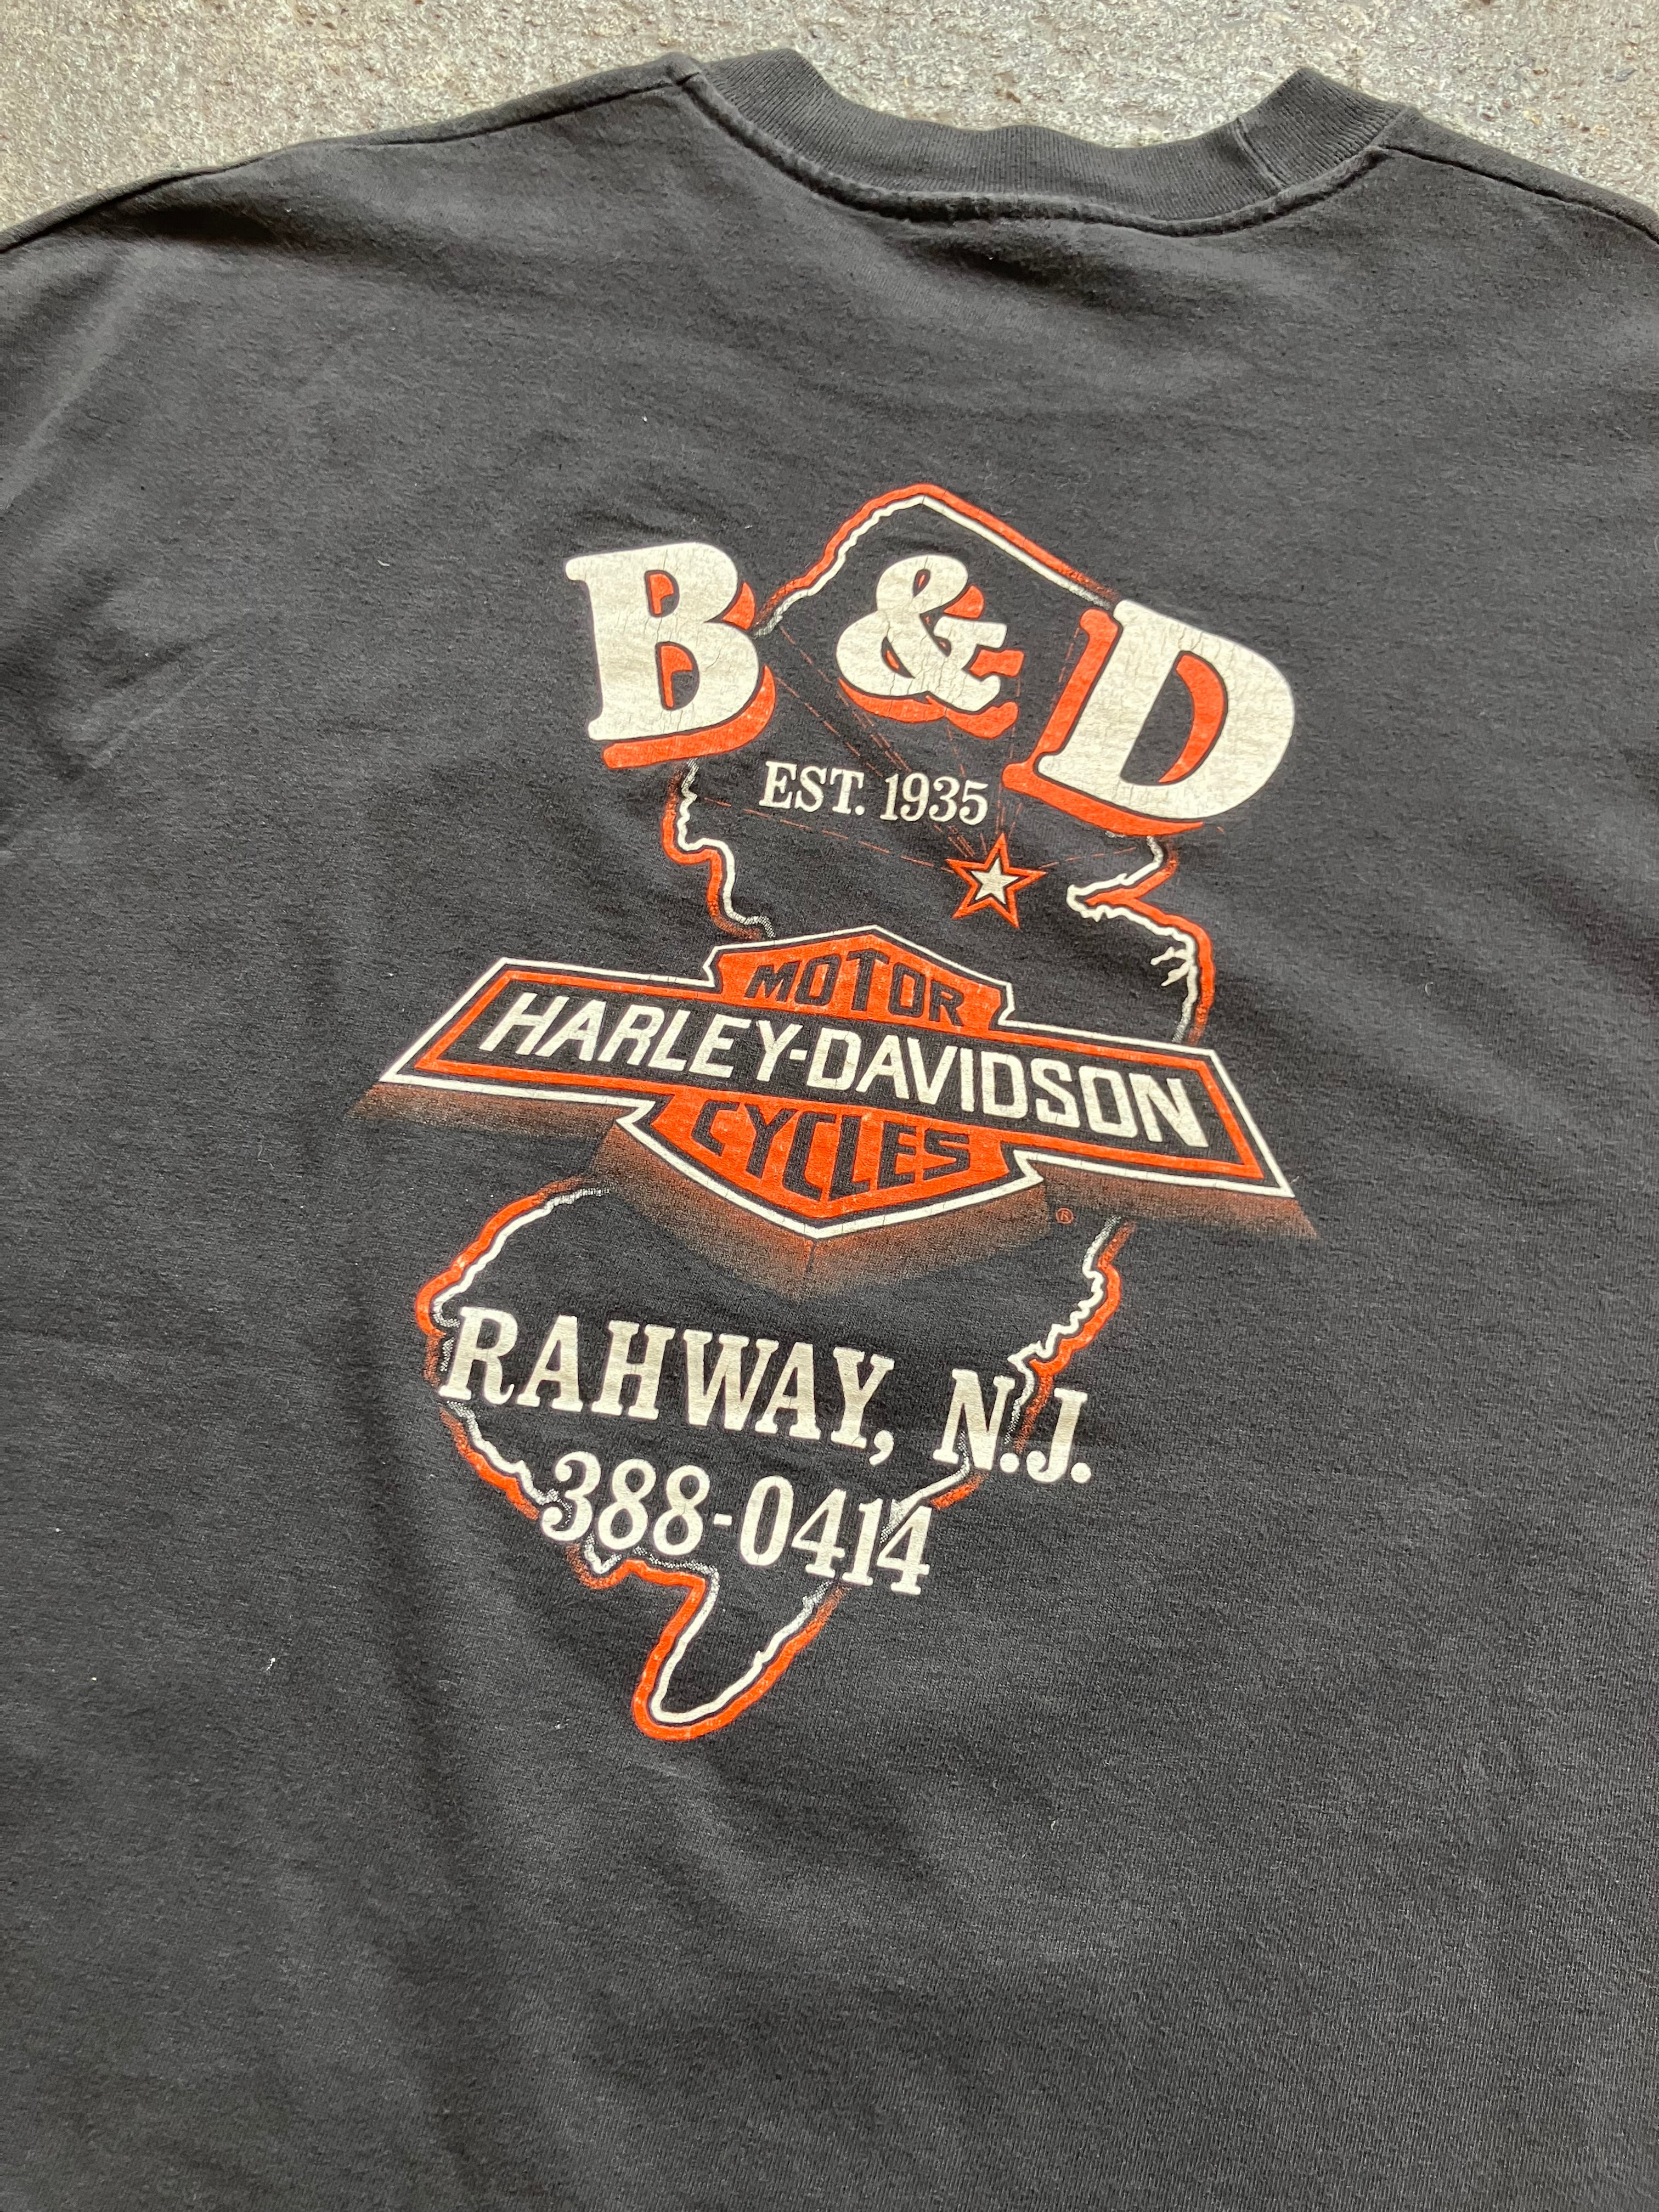 B & D
EST. 1935
MOTOR
HARLEY-DAVIDSON
CYCLES
®
RAHWAY, N.J.
388-0414